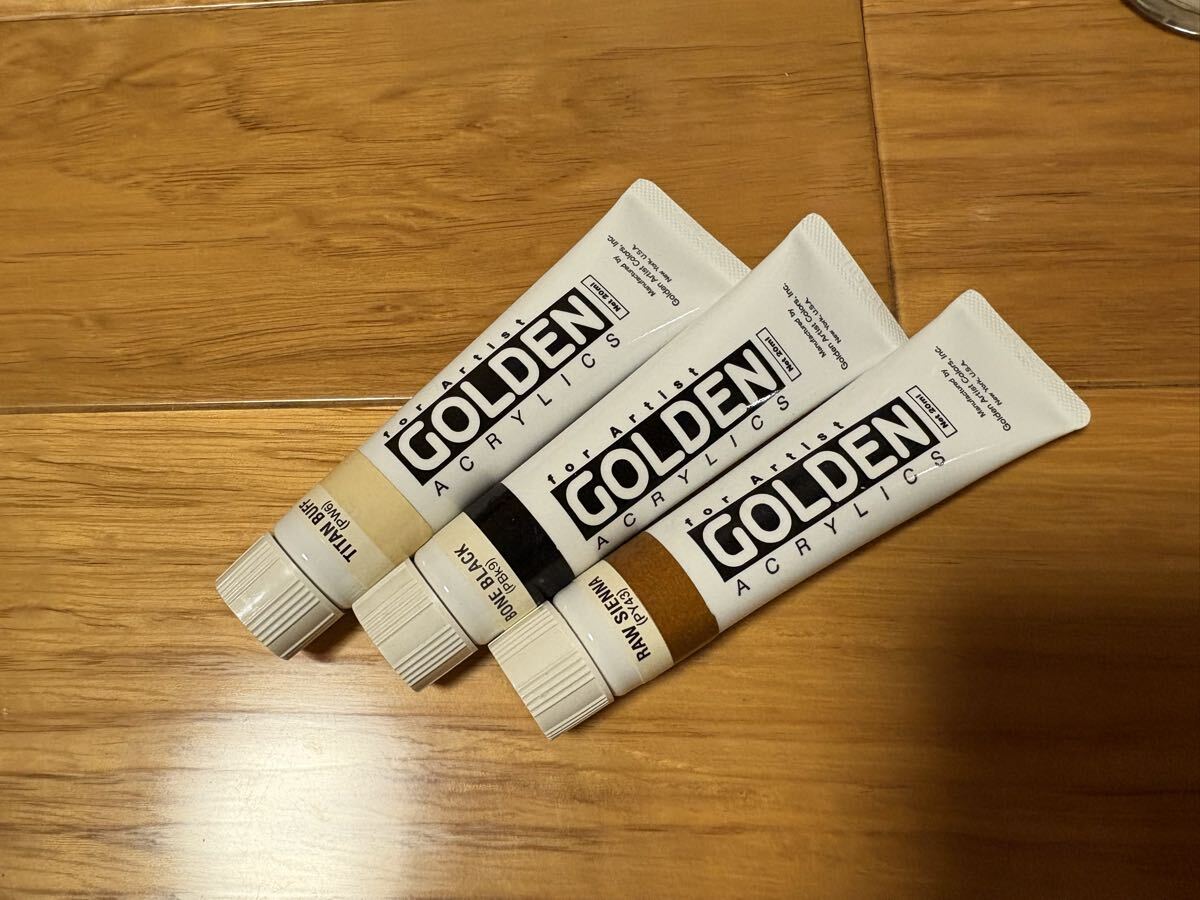 TITAN BUFF
(PW6)
for Artist
GOLDEN
ACRYLICS
Net 20ml
Manufactured by
Golden Artist Colors, Inc.
New York, U.S.A.
BONE BLACK
(PBk9)
for Artist
GOLDEN
ACRYLICS
Net 20ml
Manufactured by
Golden Artist Colors, Inc.
New York, U.S.A.
RAW SIENNA
(PY43)
for Artist
GOLDEN
ACRYLICS
Net 20ml
Manufactured by
Golden Artist Colors, Inc.
New York, U.S.A.